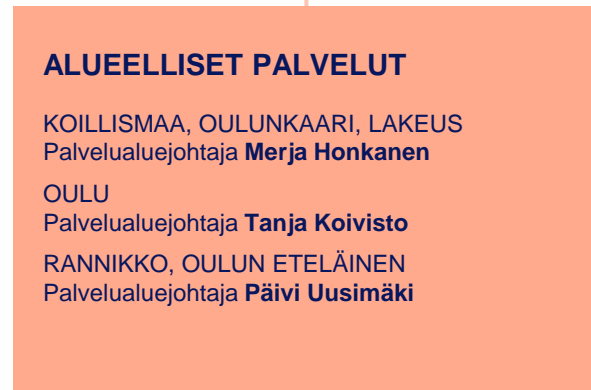 ALUEELLISET PALVELUT
KOILLISMAA, OULUNKAARI, LAKEUS
Palvelualuejohtaja Merja Honkanen
OULU
Palvelualuejohtaja Tanja Koivisto
RANNIKKO, OULUN ETELÄINEN
Palvelualuejohtaja Päivi Uusimäki